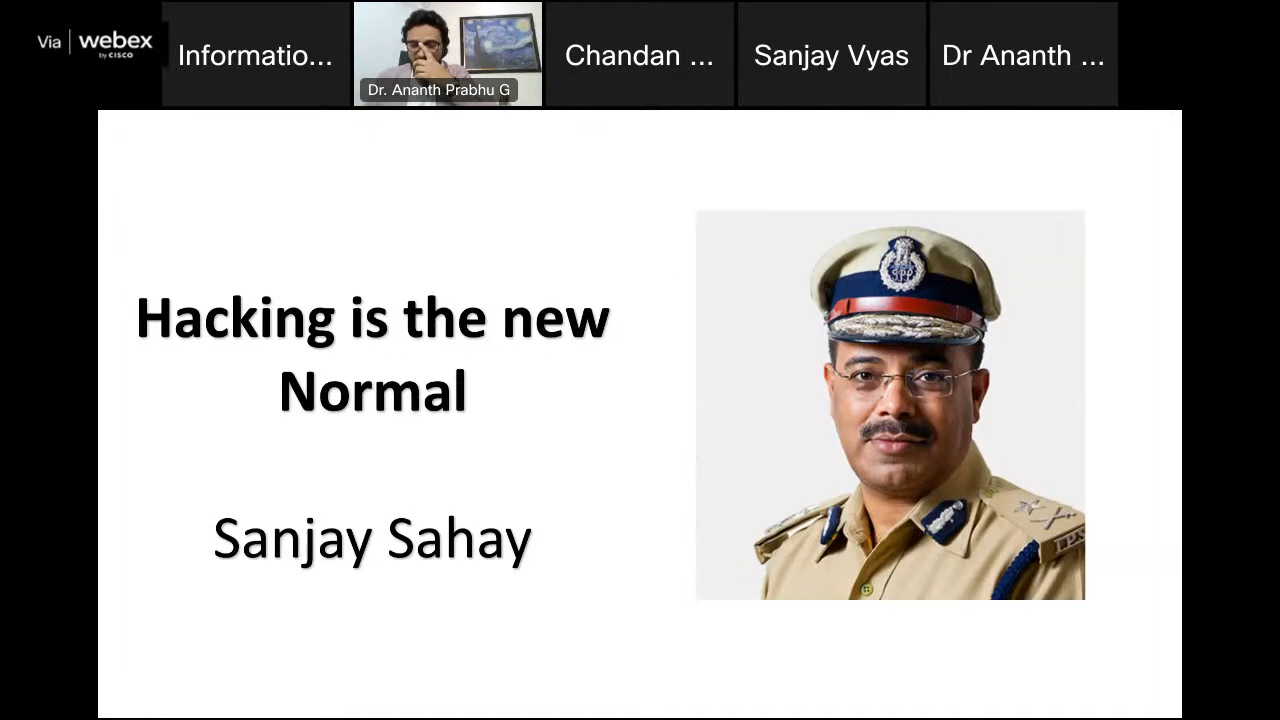 Via webex
by CISCO
Informatio...
Dr. Ananth Prabhu G
Chandan ...
Sanjay Vyas
Dr Ananth ...
Hacking is the new
Normal
Sanjay Sahay
IPS